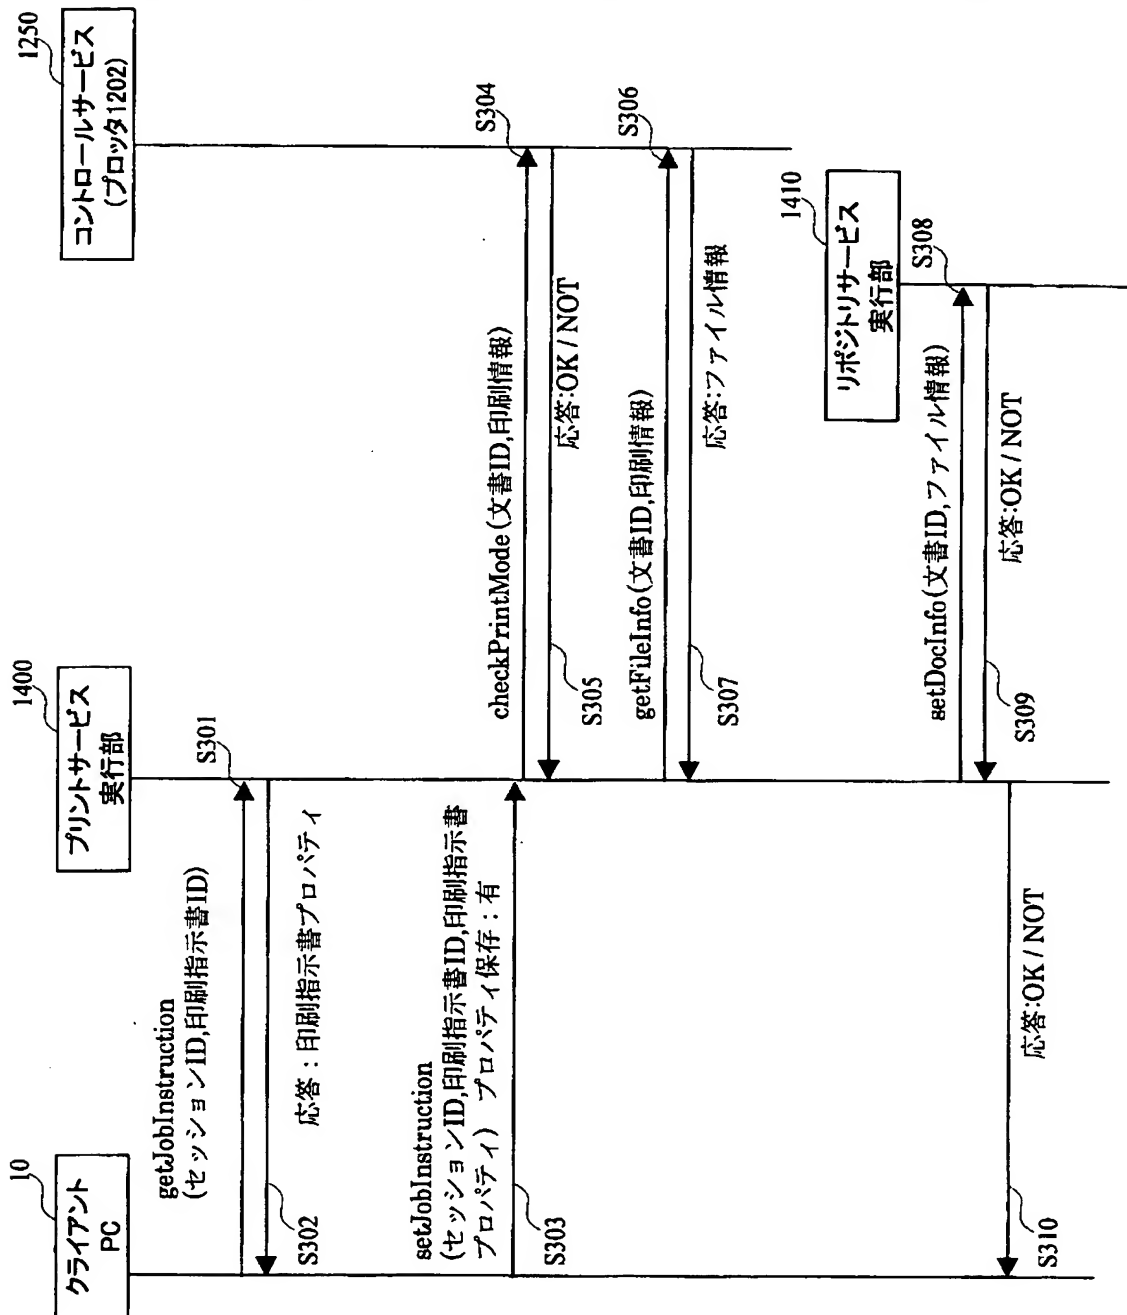 10
クライアント
PC
1400
プリントサービス
実行部
1250
コントロールサービス
(プロッタ1202)
getJobInstruction
(セッションID,印刷指示書ID)
S301
応答：印刷指示書プロパティ
S302
setJobInstruction
(セッションID,印刷指示書ID,印刷指示書
プロパティ) プロパティ保存：有
S303
checkPrintMode(文書ID,印刷情報)
S304
応答:OK / NOT
S305
getFileInfo(文書ID,印刷情報)
S306
応答:ファイル情報
S307
1410
リポジトリサービス
実行部
setDocInfo(文書ID,ファイル情報)
S308
応答:OK / NOT
S309
応答:OK / NOT
S310